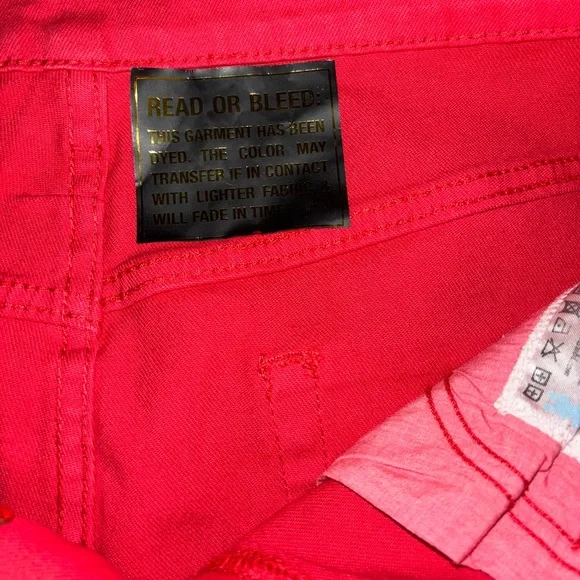 READ OR BLEED:
THIS GARMENT HAS BEEN
DYED. THE COLOR MAY
TRANSFER IF IN CONTACT
WITH LIGHTER FABRIC &
WILL FADE IN TIME